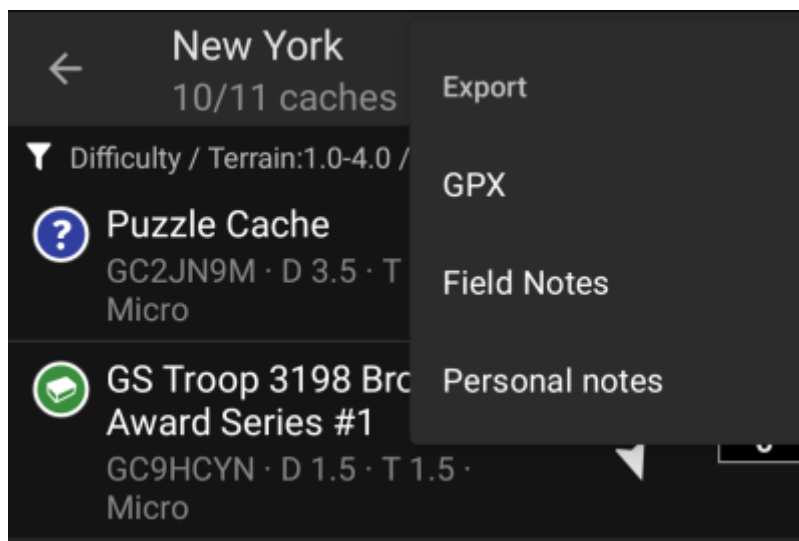 New York
10/11 caches
Difficulty / Terrain:1.0-4.0 /
?
Puzzle Cache
GC2JN9M · D 3.5 · T
Micro
GS Troop 3198 Bro
Award Series #1
GC9HCYN · D 1.5 · T 1.5 ·
Micro
Export
GPX
Field Notes
Personal notes